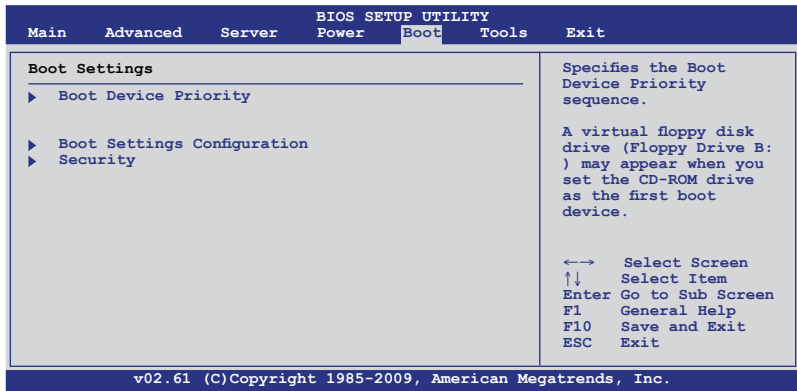 BIOS SETUP UTILITY
Main Advanced Server Power Boot Tools Exit
Boot Settings
Boot Device Priority
Boot Settings Configuration
Security
Specifies the Boot
Device Priority
sequence.
A virtual floppy disk
drive (Floppy Drive B:
) may appear when you
set the CD-ROM drive
as the first boot
device.
←→ Select Screen
↑↓ Select Item
Enter Go to Sub Screen
F1 General Help
F10 Save and Exit
ESC Exit
v02.61 (C)Copyright 1985-2009, American Megatrends, Inc.